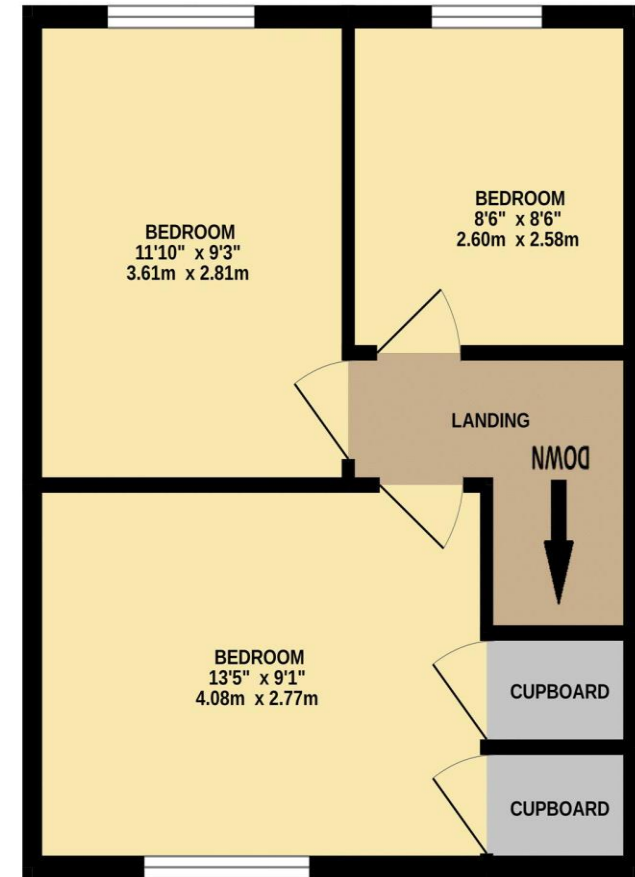 BEDROOM
8'6" x 8'6"
2.60m x 2.58m
BEDROOM
11'10" x 9'3"
3.61m x 2.81m
LANDING
DOWN
BEDROOM
13'5" x 9'1"
4.08m x 2.77m
CUPBOARD
CUPBOARD